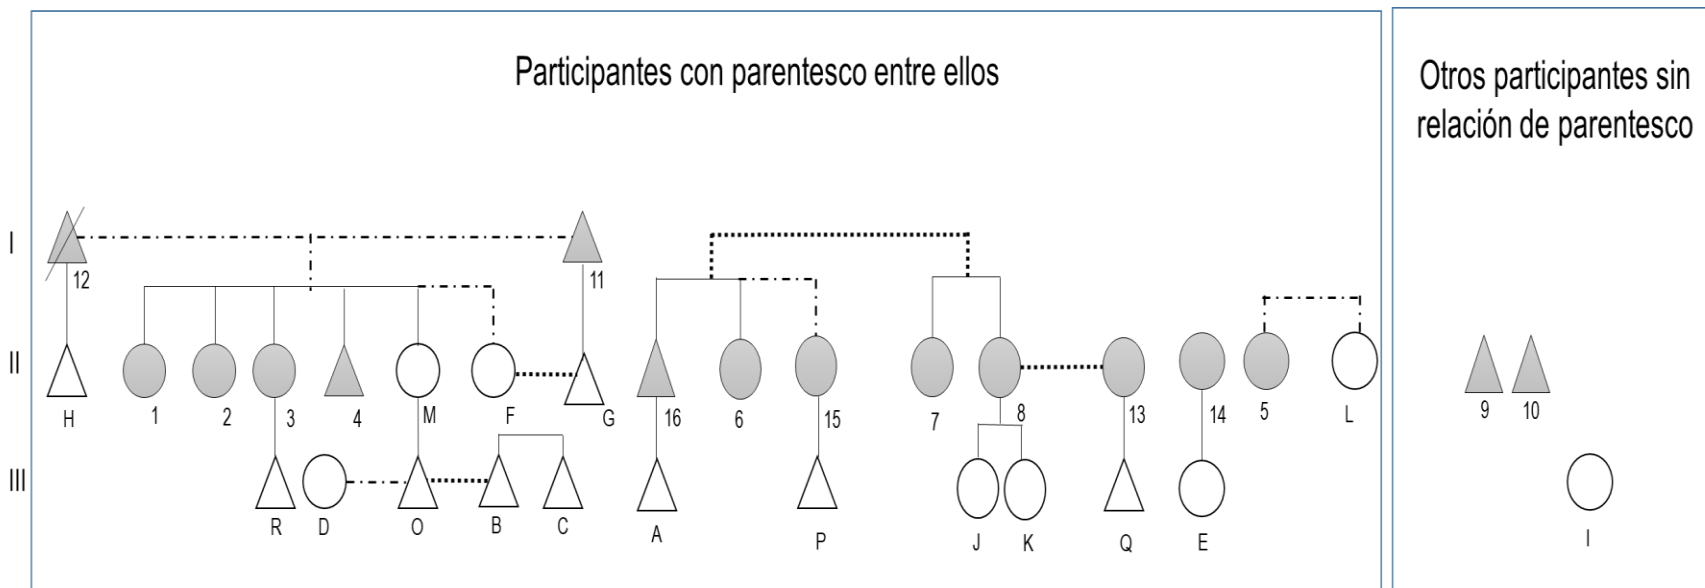 Participantes con parentesco entre ellos
Otros participantes sin
relación de parentesco
I
12
11
II
H
1
2
3
4
M
F
G
16
6
15
7
8
13
14
5
L
9
10
III
R
D
O
B
C
A
P
J
K
Q
E
I